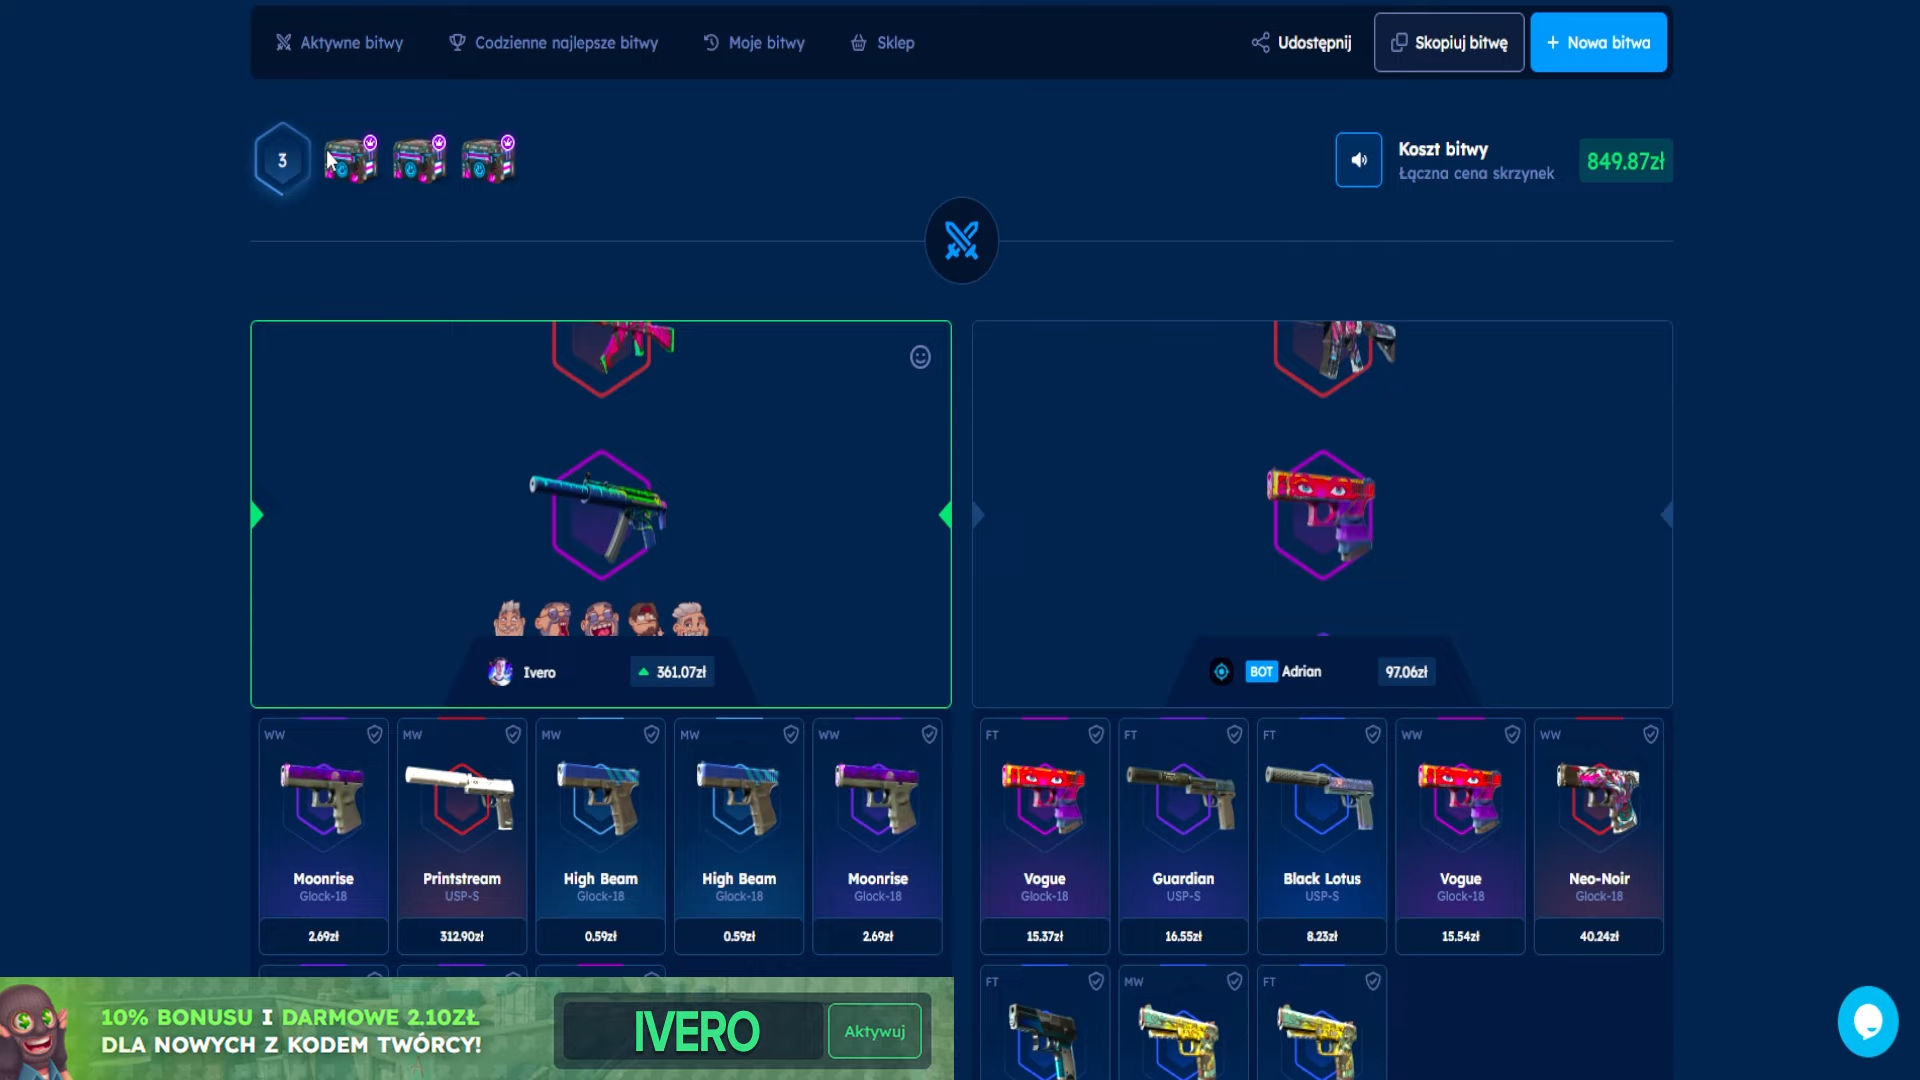 Aktywne bitwy
Codzienne najlepsze bitwy
Moje bitwy
Sklep
Udostępnij
Skopiuj bitwę
+ Nowa bitwa
3
Koszt bitwy
Łączna cena skrzynek
849.87zł
Ivero
361.07zł
BOT Adrian
97.06zł
WW
Moonrise
Glock-18
2.69zł
MW
Printstream
USP-S
312.90zł
MW
High Beam
Glock-18
0.59zł
MW
High Beam
Glock-18
0.59zł
WW
Moonrise
Glock-18
2.69zł
FT
Vogue
Glock-18
15.37zł
FT
Guardian
USP-S
16.55zł
FT
Black Lotus
USP-S
8.23zł
WW
Vogue
Glock-18
15.54zł
WW
Neo-Noir
Glock-18
40.24zł
FT
MW
FT
10% BONUSU I DARMOWE 2.10ZŁ
DLA NOWYCH Z KODEM TWÓRCY!
IVERO
Aktywuj